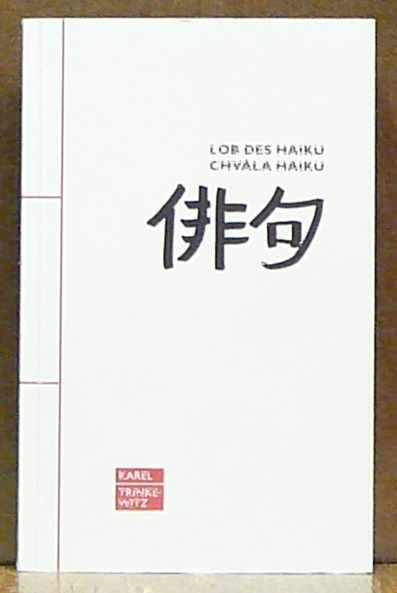 LOB DES HAIKU
CHVÁLA HAIKU
俳句
KAREL
TRINKE-
WITZ